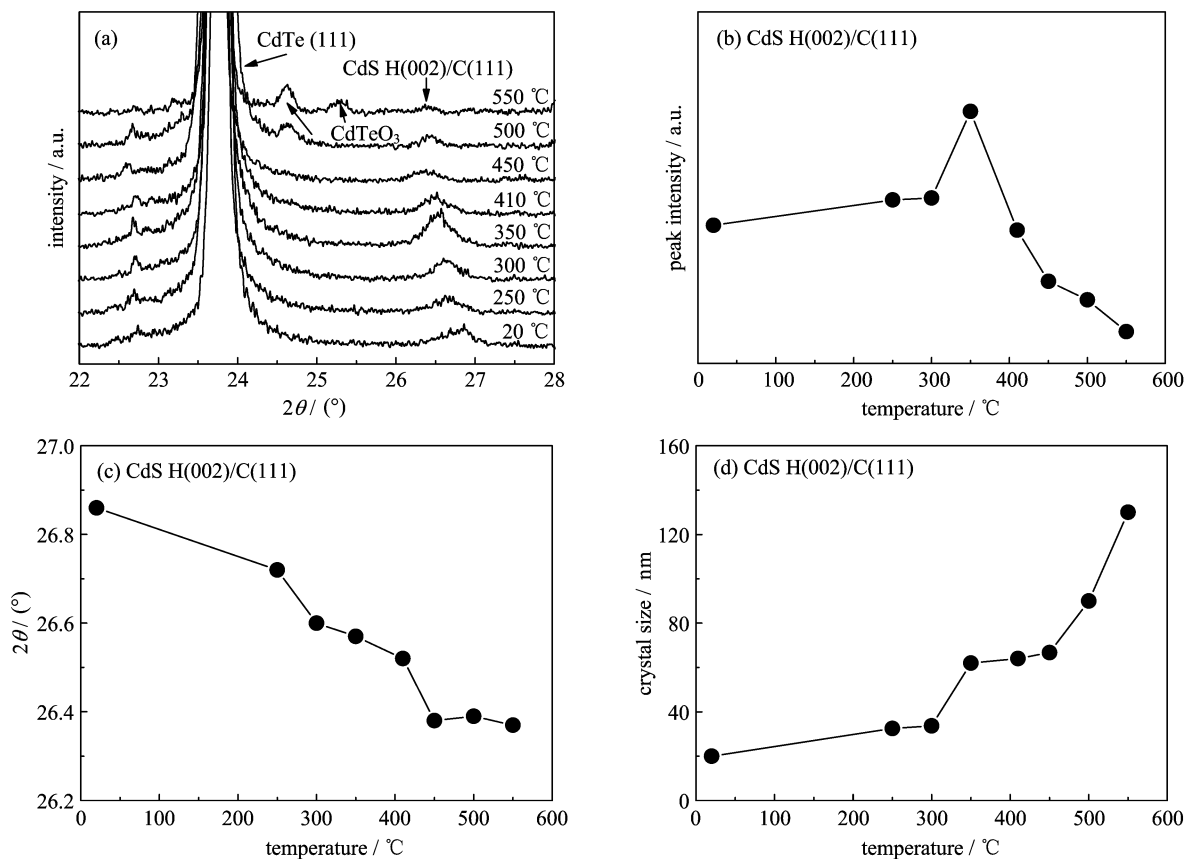 (a)
CdTe (111)
CdS H(002)/C(111)
550 ℃
CdTeO₃
500 ℃
450 ℃
410 ℃
350 ℃
300 ℃
250 ℃
20 ℃
intensity / a.u.
22 23 24 25 26 27 28
2θ / (°)
(b) CdS H(002)/C(111)
peak intensity / a.u.
0 100 200 300 400 500 600
temperature / ℃
(c) CdS H(002)/C(111)
27.0
26.8
26.6
26.4
26.2
2θ / (°)
0 100 200 300 400 500 600
temperature / ℃
(d) CdS H(002)/C(111)
160
120
80
40
0
crystal size / nm
0 100 200 300 400 500 600
temperature / ℃